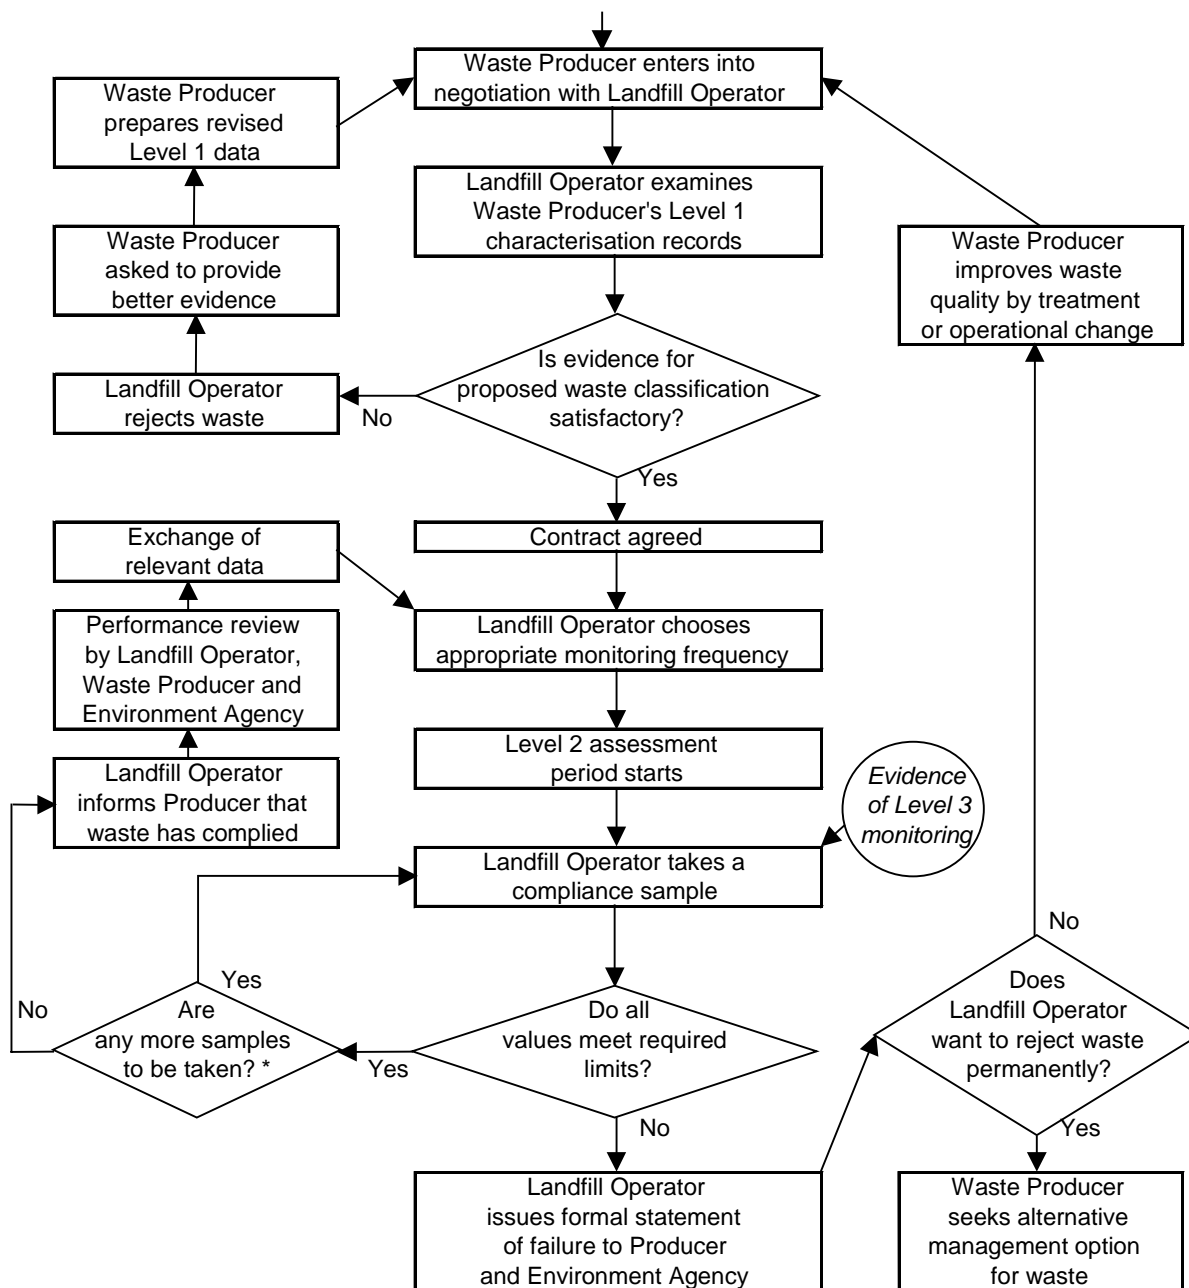 Waste Producer enters into
negotiation with Landfill Operator
Waste Producer
prepares revised
Level 1 data
Landfill Operator examines
Waste Producer's Level 1
characterisation records
Waste Producer
asked to provide
better evidence
Waste Producer
improves waste
quality by treatment
or operational change
Is evidence for
proposed waste classification
satisfactory?
Landfill Operator
rejects waste
No
Yes
Contract agreed
Exchange of
relevant data
Landfill Operator chooses
appropriate monitoring frequency
Performance review
by Landfill Operator,
Waste Producer and
Environment Agency
Level 2 assessment
period starts
Landfill Operator
informs Producer that
waste has complied
Evidence
of Level 3
monitoring
Landfill Operator takes a
compliance sample
No
Yes
No
Are
any more samples
to be taken? *
Yes
Do all
values meet required
limits?
Does
Landfill Operator
want to reject waste
permanently?
No
Yes
Landfill Operator
issues formal statement
of failure to Producer
and Environment Agency
Waste Producer
seeks alternative
management option
for waste